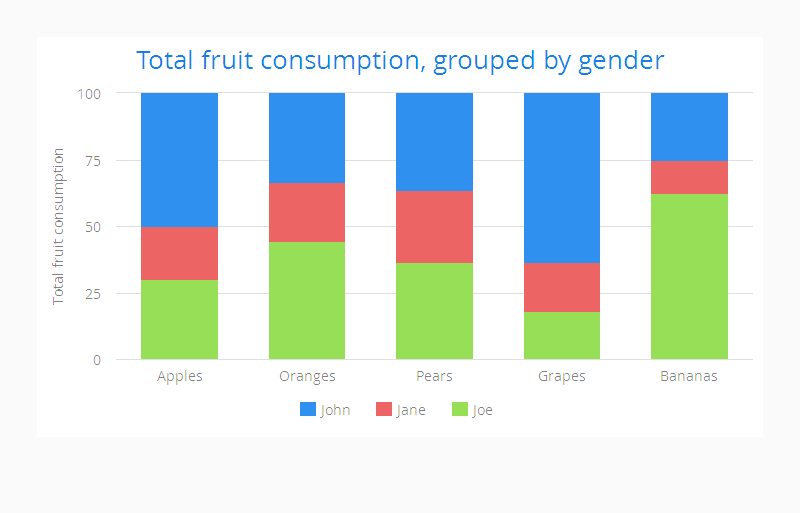 Total fruit consumption, grouped by gender
Total fruit consumption
100
75
50
25
0
Apples Oranges Pears Grapes Bananas
John Jane Joe